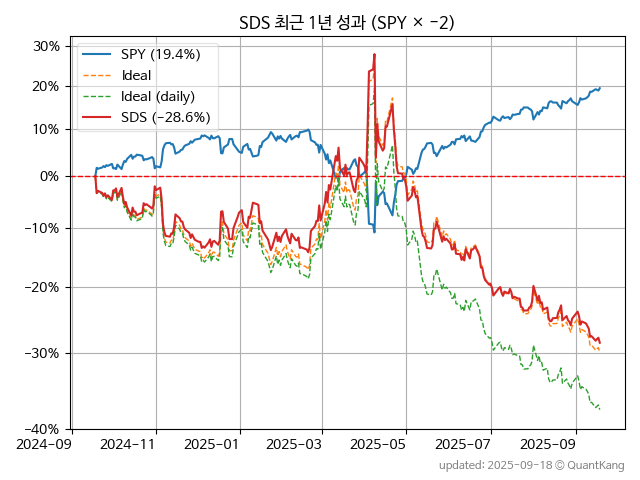 SDS 최근 1년 성과 (SPY × −2)
SPY (19.4%)
Ideal
Ideal (daily)
SDS (−28.6%)
30%
20%
10%
0%
−10%
−20%
−30%
−40%
2024−09
2024−11
2025−01
2025−03
2025−05
2025−07
2025−09
updated: 2025-09-18 © QuantKang